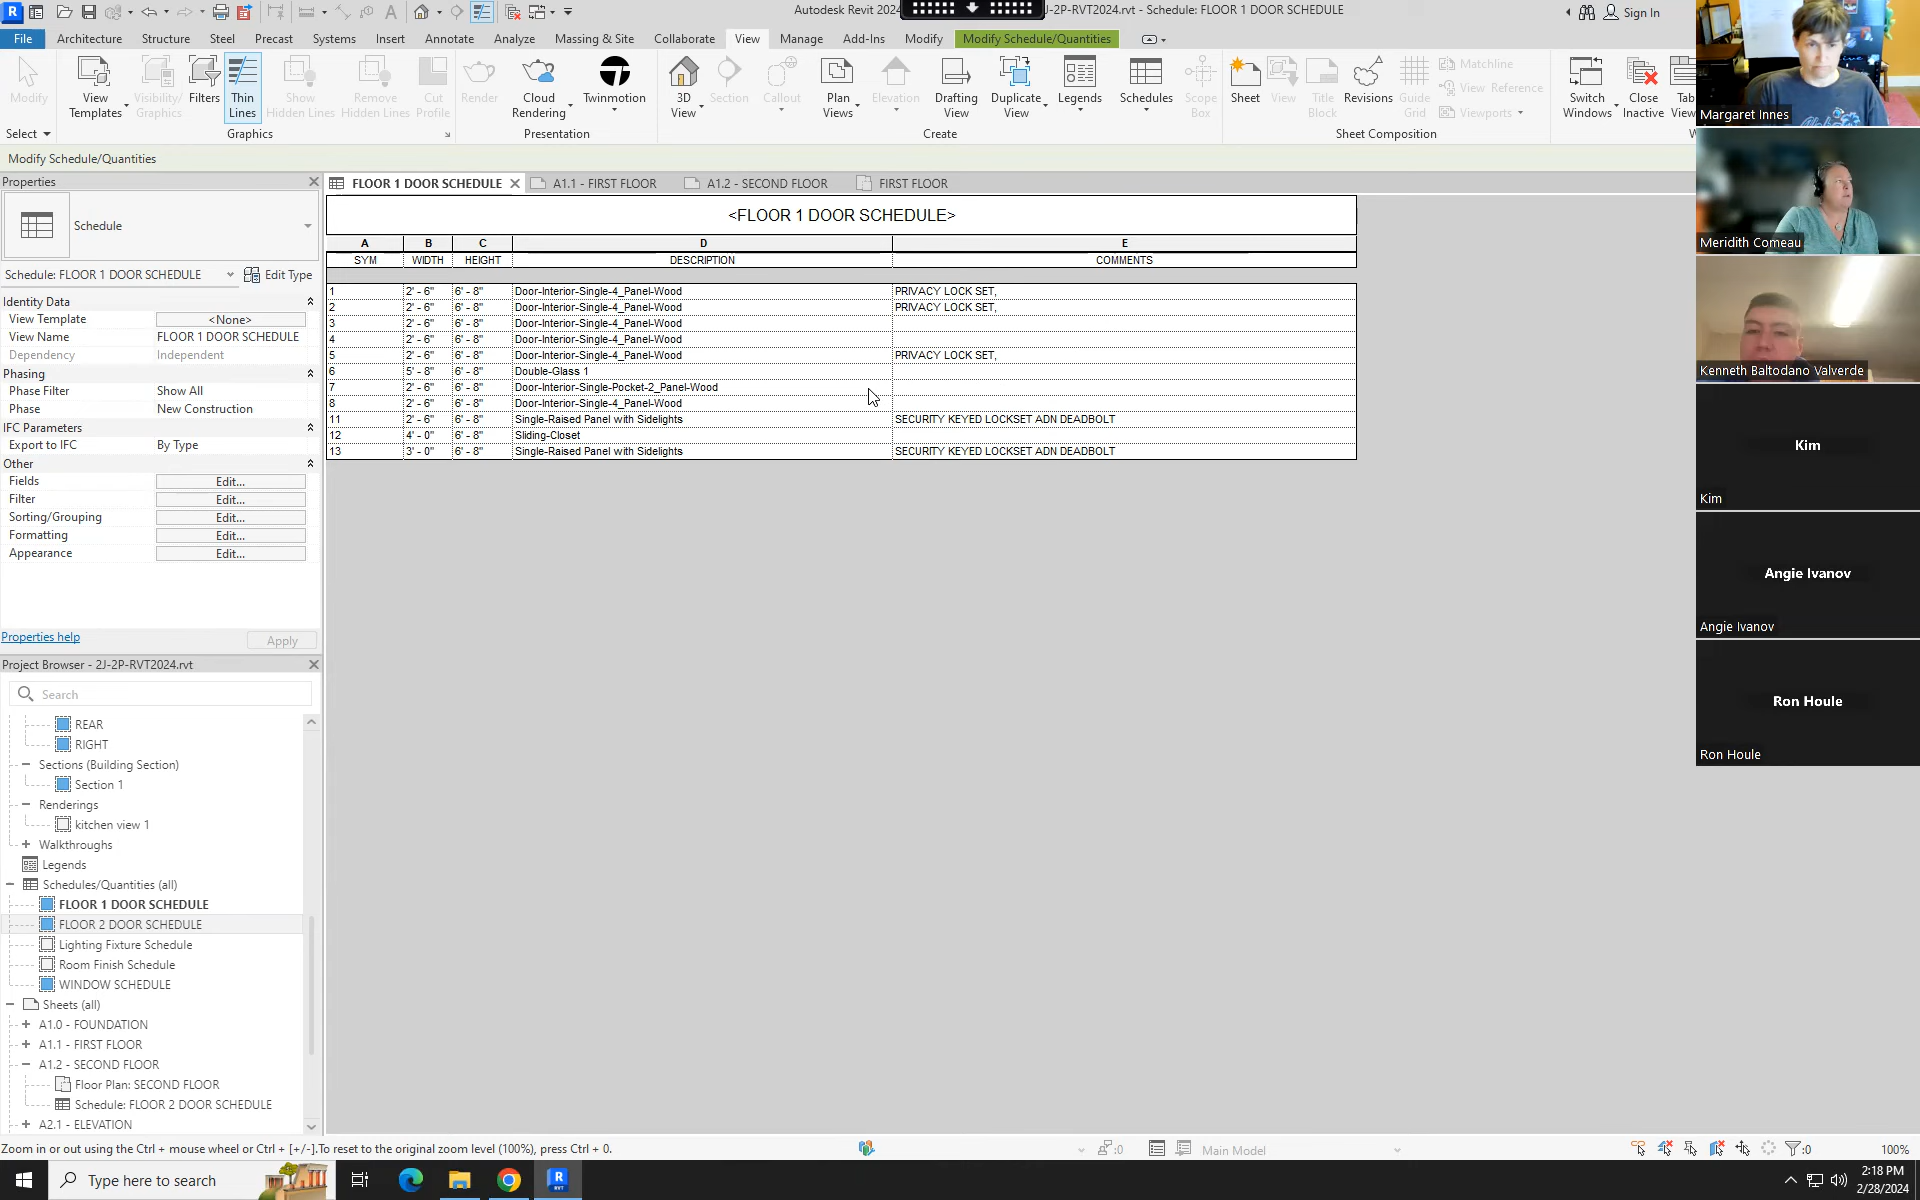 Autodesk Revit 2024
J-2P-RVT2024.rvt - Schedule: FLOOR 1 DOOR SCHEDULE
Sign In
File
Architecture
Structure
Steel
Precast
Systems
Insert
Annotate
Analyze
Massing & Site
Collaborate
View
Manage
Add-Ins
Modify
Modify Schedule/Quantities
Modify
View Templates
Visibility/ Graphics
Filters
Thin Lines
Show Hidden Lines
Remove Hidden Lines
Cut Profile
Render
Cloud Rendering
Twinmotion
3D View
Section
Callout
Plan Views
Elevation
Drafting View
Duplicate View
Legends
Schedules
Scope Box
Sheet
View
Title Block
Revisions
Guide Grid
Matchline
View Reference
Viewports
Switch Windows
Close Inactive
Select
Graphics
Presentation
Create
Sheet Composition
Modify Schedule/Quantities
Properties
Schedule
Schedule: FLOOR 1 DOOR SCHEDULE
Edit Type
Identity Data
View Template <None>
View Name FLOOR 1 DOOR SCHEDULE
Dependency Independent
Phasing
Phase Filter Show All
Phase New Construction
IFC Parameters
Export to IFC By Type
Other
Fields Edit...
Filter Edit...
Sorting/Grouping Edit...
Formatting Edit...
Appearance Edit...
Properties help
Apply
Project Browser - 2J-2P-RVT2024.rvt
Search
REAR
RIGHT
Sections (Building Section)
Section 1
Renderings
kitchen view 1
Walkthroughs
Legends
Schedules/Quantities (all)
FLOOR 1 DOOR SCHEDULE
FLOOR 2 DOOR SCHEDULE
Lighting Fixture Schedule
Room Finish Schedule
WINDOW SCHEDULE
Sheets (all)
A1.0 - FOUNDATION
A1.1 - FIRST FLOOR
A1.2 - SECOND FLOOR
Floor Plan: SECOND FLOOR
Schedule: FLOOR 2 DOOR SCHEDULE
A2.1 - ELEVATION
FLOOR 1 DOOR SCHEDULE
A1.1 - FIRST FLOOR
A1.2 - SECOND FLOOR
FIRST FLOOR
<FLOOR 1 DOOR SCHEDULE>
A B C D E
SYM WIDTH HEIGHT DESCRIPTION COMMENTS
1 2' - 6" 6' - 8" Door-Interior-Single-4_Panel-Wood PRIVACY LOCK SET,
2 2' - 6" 6' - 8" Door-Interior-Single-4_Panel-Wood PRIVACY LOCK SET,
3 2' - 6" 6' - 8" Door-Interior-Single-4_Panel-Wood
4 2' - 6" 6' - 8" Door-Interior-Single-4_Panel-Wood
5 2' - 6" 6' - 8" Door-Interior-Single-4_Panel-Wood PRIVACY LOCK SET,
6 5' - 8" 6' - 8" Double-Glass 1
7 2' - 6" 6' - 8" Door-Interior-Single-Pocket-2_Panel-Wood
8 2' - 6" 6' - 8" Door-Interior-Single-4_Panel-Wood
11 2' - 6" 6' - 8" Single-Raised Panel with Sidelights SECURITY KEYED LOCKSET ADN DEADBOLT
12 4' - 0" 6' - 8" Sliding-Closet
13 3' - 0" 6' - 8" Single-Raised Panel with Sidelights SECURITY KEYED LOCKSET ADN DEADBOLT
Margaret Innes
Meridith Comeau
Kenneth Baltodano Valverde
Kim
Kim
Angie Ivanov
Angie Ivanov
Ron Houle
Ron Houle
Zoom in or out using the Ctrl + mouse wheel or Ctrl + [+/-].To reset to the original zoom level (100%), press Ctrl + 0.
:0
Main Model
:0
100%
Type here to search
2:18 PM
2/28/2024